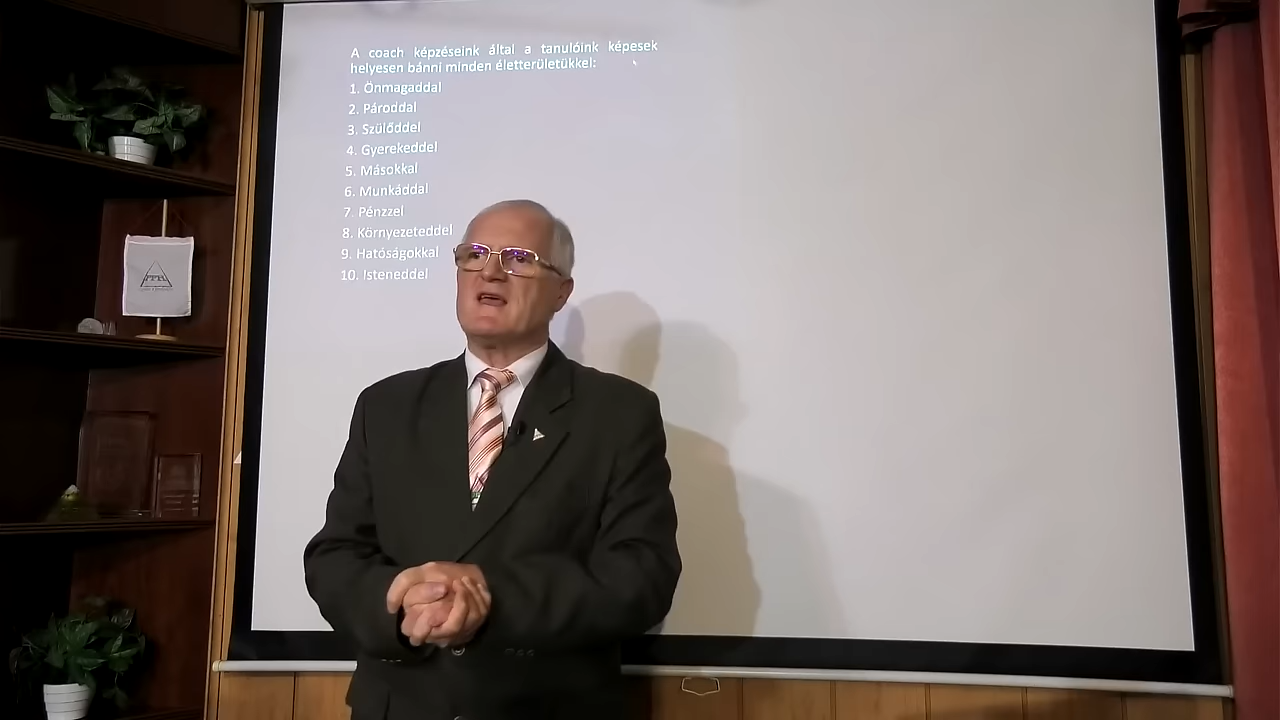 A coach képzéseink által a tanulóink képesek
helyesen bánni minden életterületükkel:
1. Önmagaddal
2. Pároddal
3. Szülőddel
4. Gyerekeddel
5. Másokkal
6. Munkáddal
7. Pénzzel
8. Környezeteddel
9. Hatóságokkal
10. Isteneddel